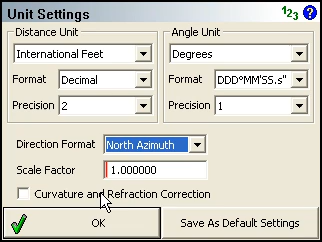 Unit Settings
123
?
Distance Unit
Angle Unit
International Feet
Degrees
Format
Decimal
Format
DDD°MM'SS.s"
Precision
2
Precision
1
Direction Format
North Azimuth
Scale Factor
1.000000
Curvature and Refraction Correction
OK
Save As Default Settings